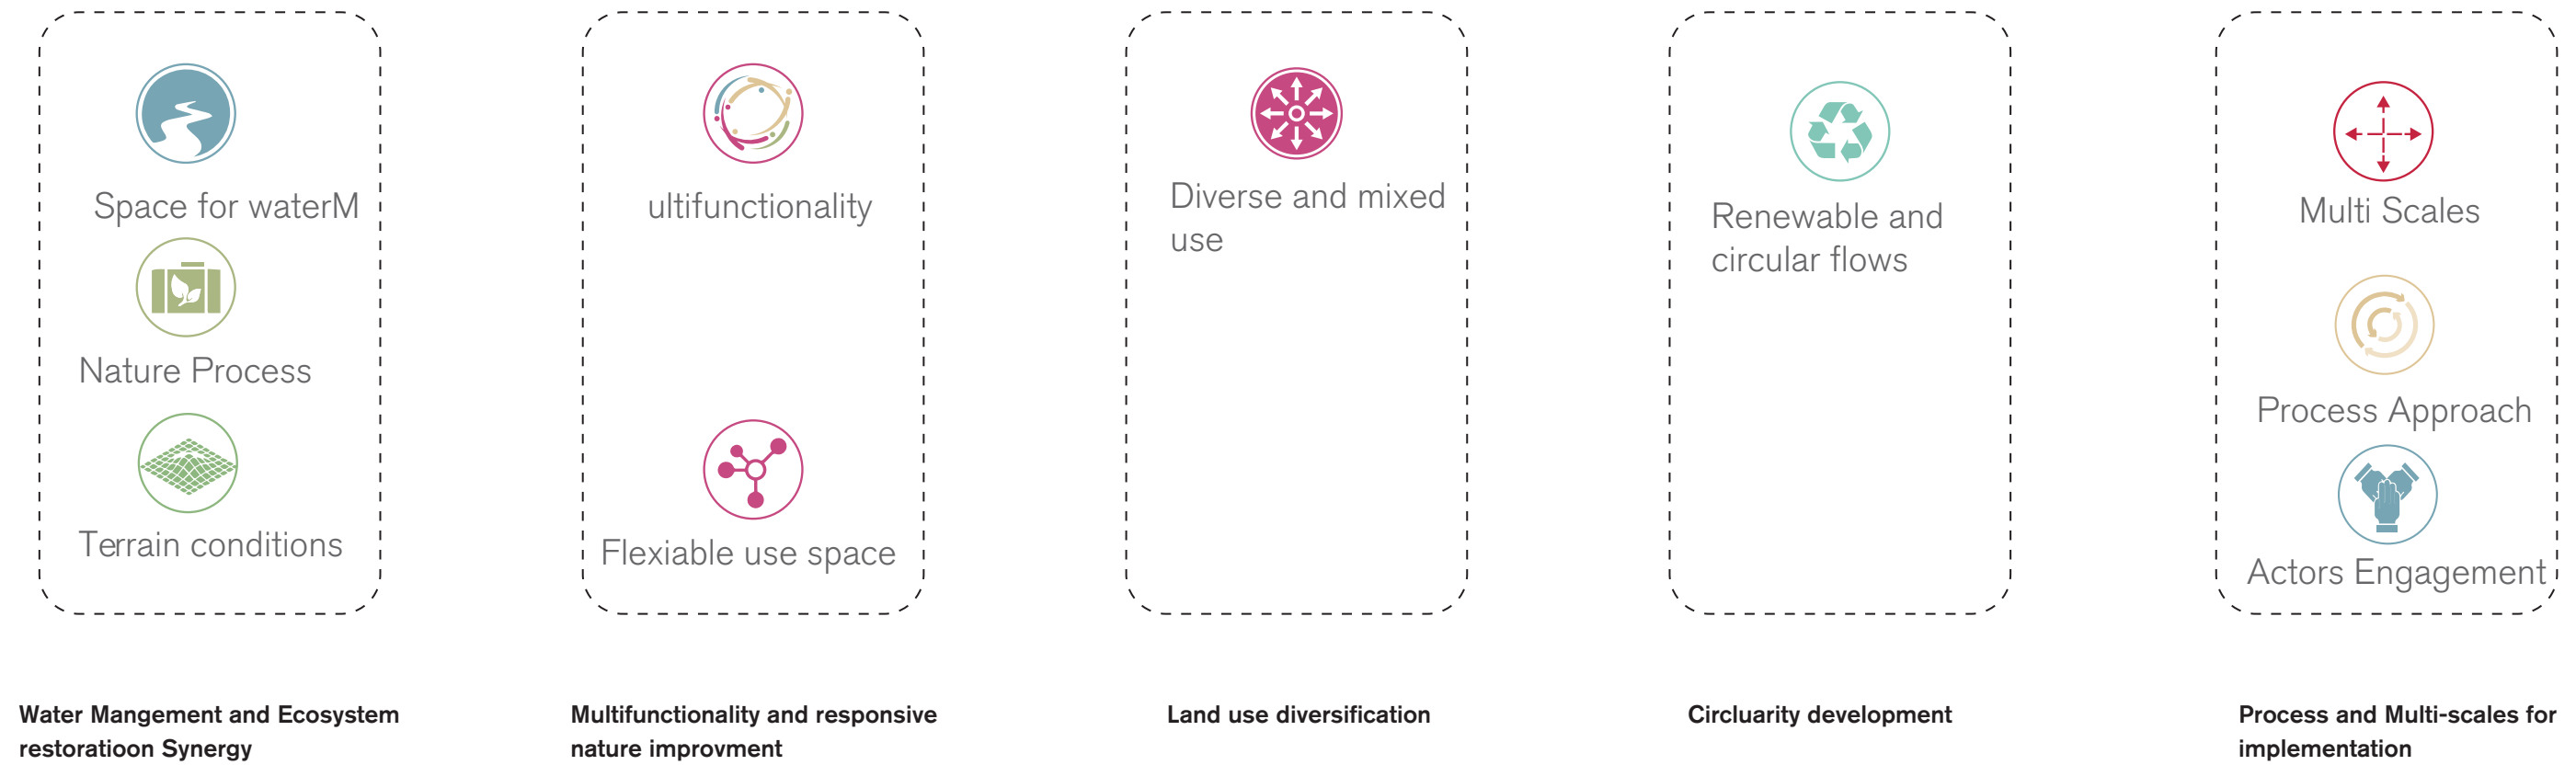 Space for waterM
Nature Process
Terrain conditions
ultifunctionality
Flexiable use space
Diverse and mixed
use
Renewable and
circular flows
Multi Scales
Process Approach
Actors Engagement
Water Mangement and Ecosystem
restoratioon Synergy
Multifunctionality and responsive
nature improvment
Land use diversification
Circluarity development
Process and Multi-scales for
implementation